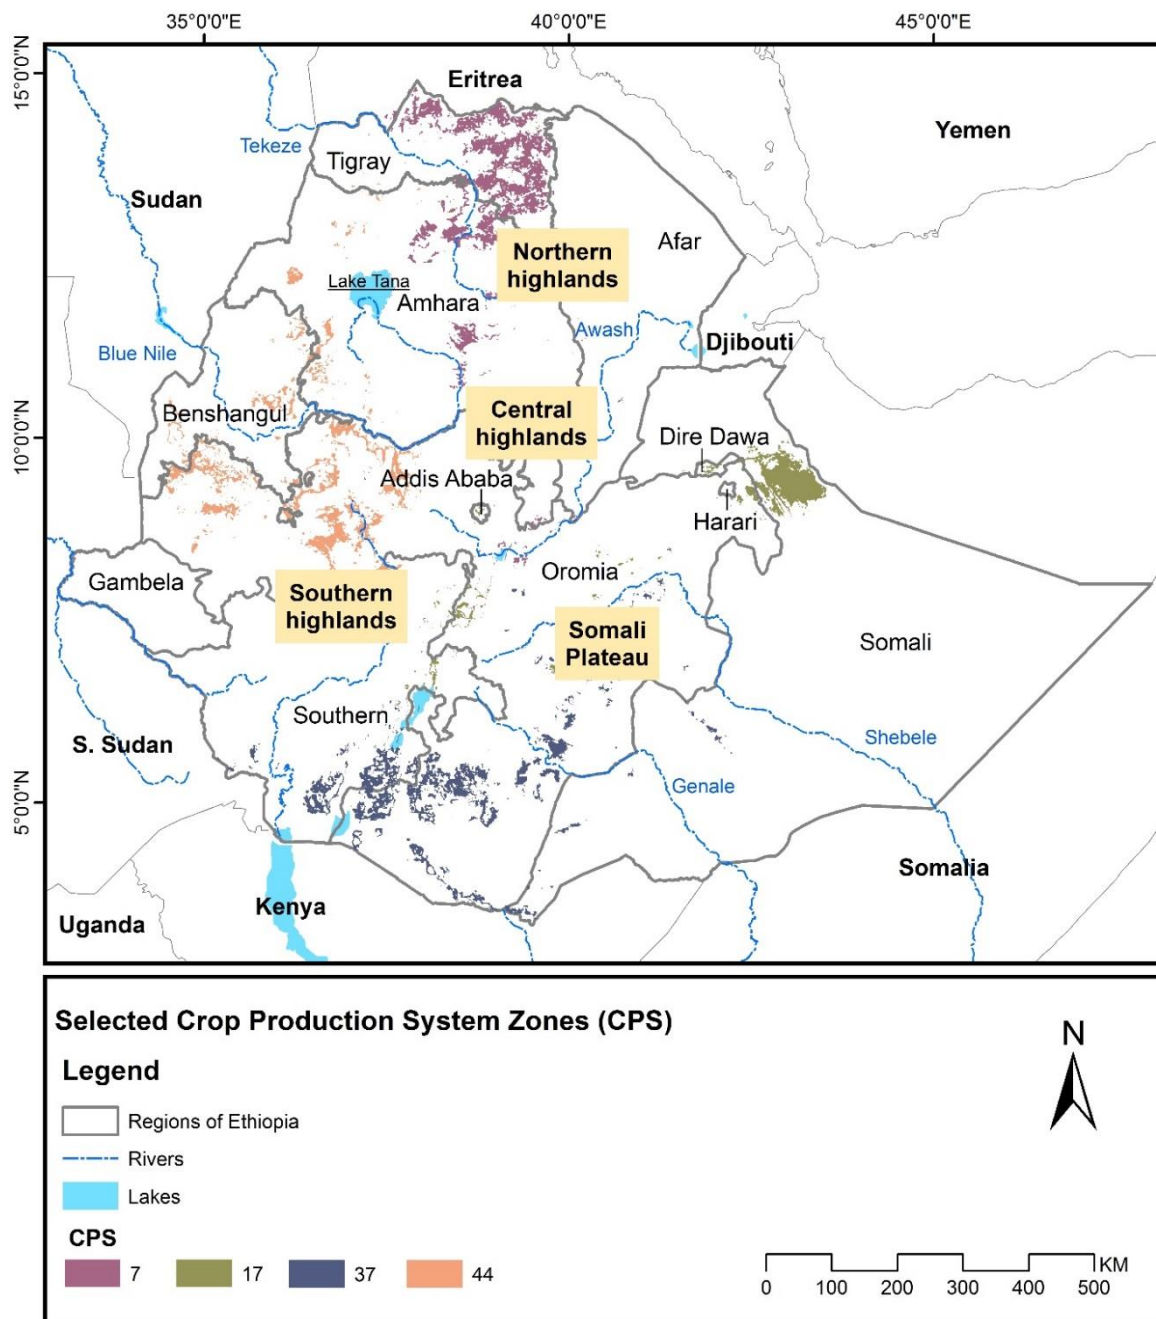 35°0'0"E 40°0'0"E 45°0'0"E
15°0'0"N
10°0'0"N
5°0'0"N
Eritrea
Yemen
Tekeze
Tigray
Sudan
Afar
Northern
highlands
Lake Tana
Amhara
Awash
Djibouti
Blue Nile
Central
highlands
Benshangul
Dire Dawa
Addis Ababa
Harari
Gambela
Oromia
Southern
highlands
Somali
Plateau
Somali
Southern
S. Sudan
Shebele
Genale
Somalia
Kenya
Uganda
Selected Crop Production System Zones (CPS)
Legend
Regions of Ethiopia
Rivers
Lakes
CPS
7 17 37 44
N
KM
0 100 200 300 400 500